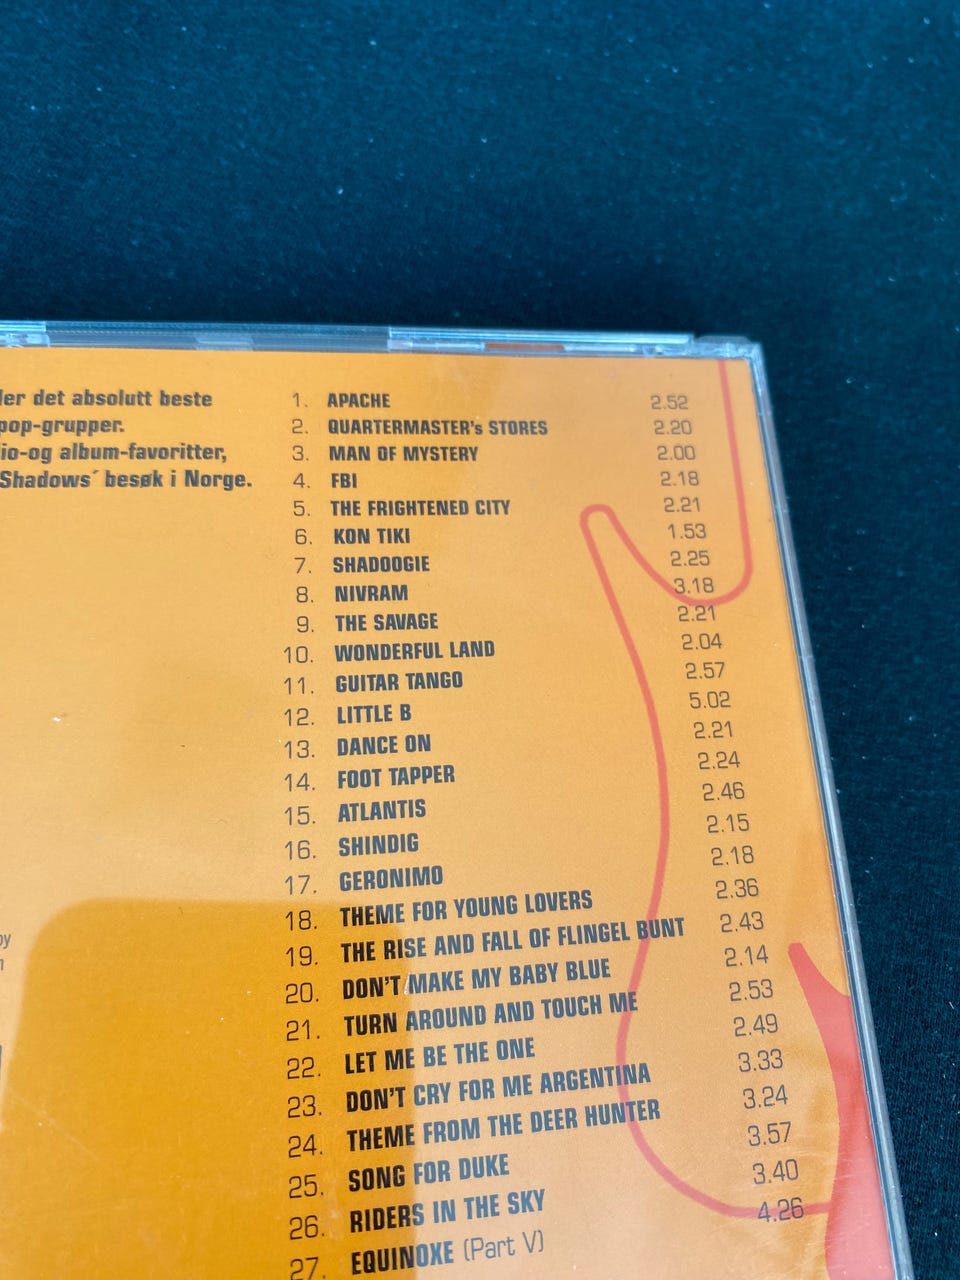 ler det absolutt beste
pop-grupper.
io-og album-favoritter,
Shadows´ besøk i Norge.
1. APACHE 2.52
2. QUARTERMASTER's STORES 2.20
3. MAN OF MYSTERY 2.00
4. FBI 2.18
5. THE FRIGHTENED CITY 2.21
6. KON TIKI 1.53
7. SHADOOGIE 2.25
8. NIVRAM 3.18
9. THE SAVAGE 2.21
10. WONDERFUL LAND 2.04
11. GUITAR TANGO 2.57
12. LITTLE B 5.02
13. DANCE ON 2.21
14. FOOT TAPPER 2.24
15. ATLANTIS 2.46
16. SHINDIG 2.15
17. GERONIMO 2.18
18. THEME FOR YOUNG LOVERS 2.36
19. THE RISE AND FALL OF FLINGEL BUNT 2.43
20. DON'T MAKE MY BABY BLUE 2.14
21. TURN AROUND AND TOUCH ME 2.53
22. LET ME BE THE ONE 2.49
23. DON'T CRY FOR ME ARGENTINA 3.33
24. THEME FROM THE DEER HUNTER 3.24
25. SONG FOR DUKE 3.57
26. RIDERS IN THE SKY 3.40
27. EQUINOXE (Part V) 4.26